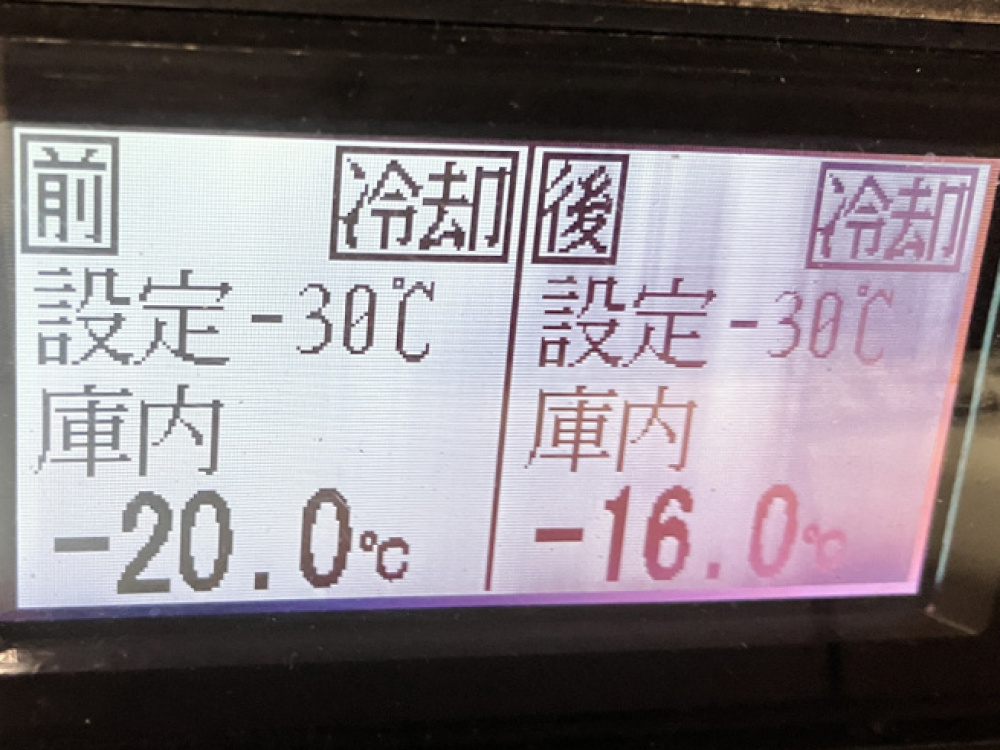 前 冷却
設定 -30℃
庫内
-20.0℃
後 冷却
設定 -30℃
庫内
-16.0℃